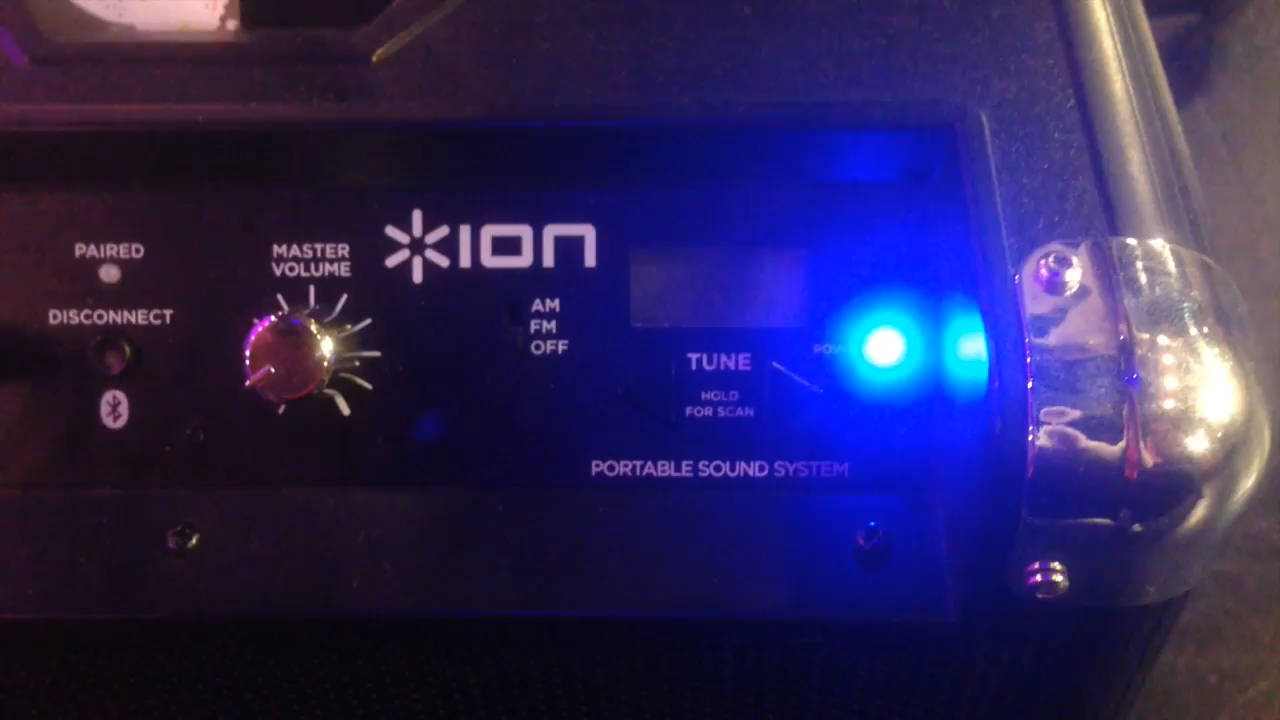 PAIRED
DISCONNECT
MASTER
VOLUME
ION
AM
FM
OFF
TUNE
HOLD
FOR SCAN
PORTABLE SOUND SYSTEM